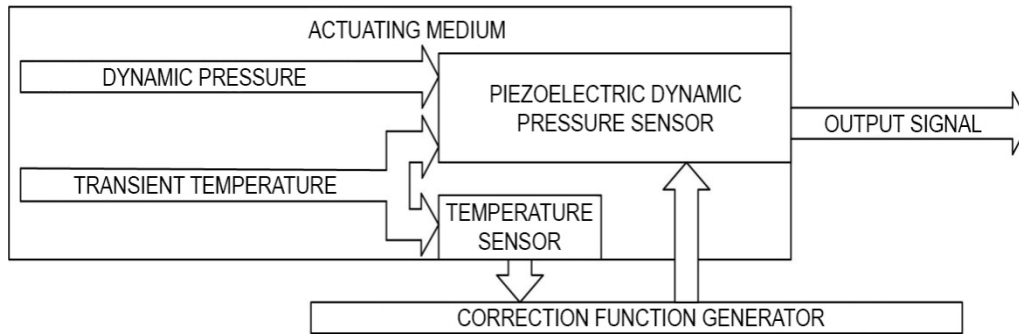 ACTUATING MEDIUM
DYNAMIC PRESSURE
PIEZOELECTRIC DYNAMIC
PRESSURE SENSOR
OUTPUT SIGNAL
TRANSIENT TEMPERATURE
TEMPERATURE
SENSOR
CORRECTION FUNCTION GENERATOR